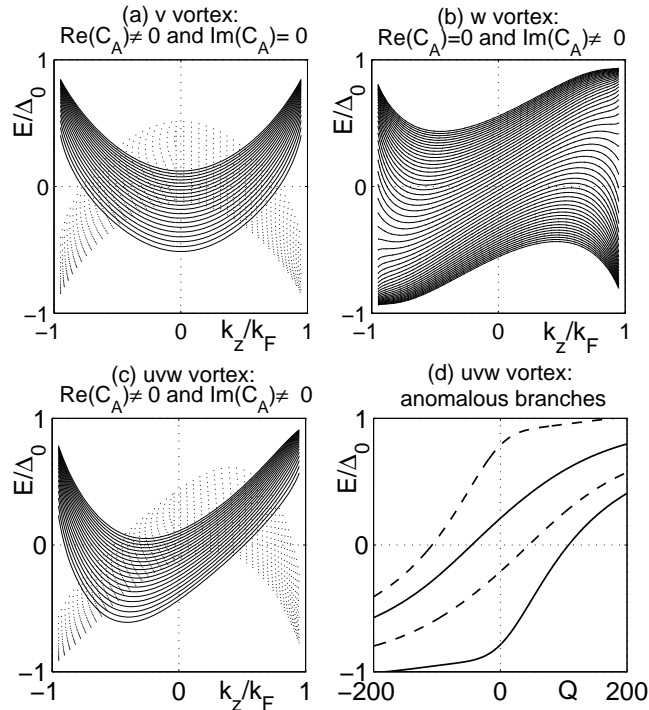 (a) v vortex:
Re(C_A)≠ 0 and Im(C_A)= 0
E/Δ_0
1
0
−1
−1
0
k_z/k_F
1
(b) w vortex:
Re(C_A)=0 and Im(C_A)≠ 0
E/Δ_0
1
0
−1
−1
0
k_z/k_F
1
(c) uvw vortex:
Re(C_A)≠ 0 and Im(C_A)≠ 0
E/Δ_0
1
0
−1
−1
0
k_z/k_F
1
(d) uvw vortex:
anomalous branches
E/Δ_0
1
0
−1
−200
0
Q
200